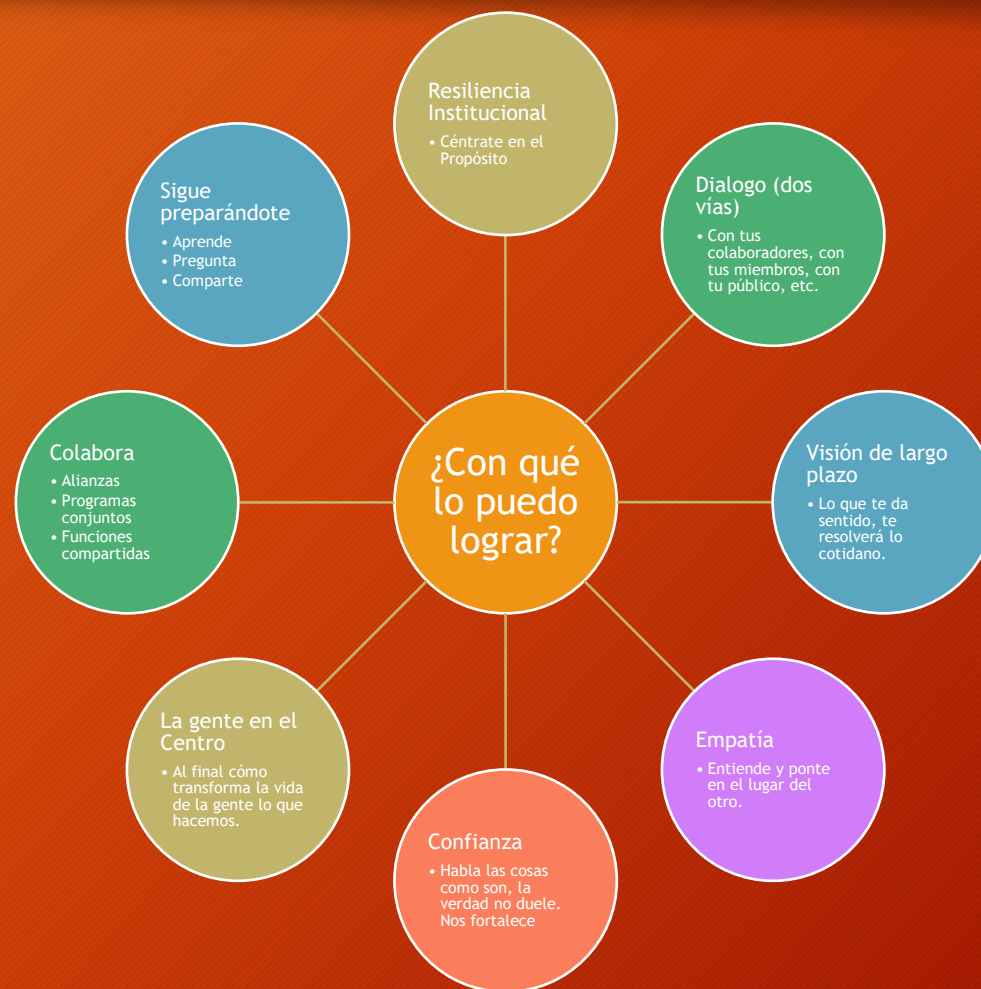 Resiliencia
Institucional
• Céntrate en el
Propósito
Dialogo (dos
vías)
• Con tus
colaboradores, con
tus miembros, con
tu público, etc.
Visión de largo
plazo
• Lo que te da
sentido, te
resolverá lo
cotidano.
Empatía
• Entiende y ponte
en el lugar del
otro.
Confianza
• Habla las cosas
como son, la
verdad no duele.
Nos fortalece
La gente en el
Centro
• Al final cómo
transforma la vida
de la gente lo que
hacemos.
Colabora
• Alianzas
• Programas
conjuntos
• Funciones
compartidas
Sigue
preparándote
• Aprende
• Pregunta
• Comparte
¿Con qué
lo puedo
lograr?